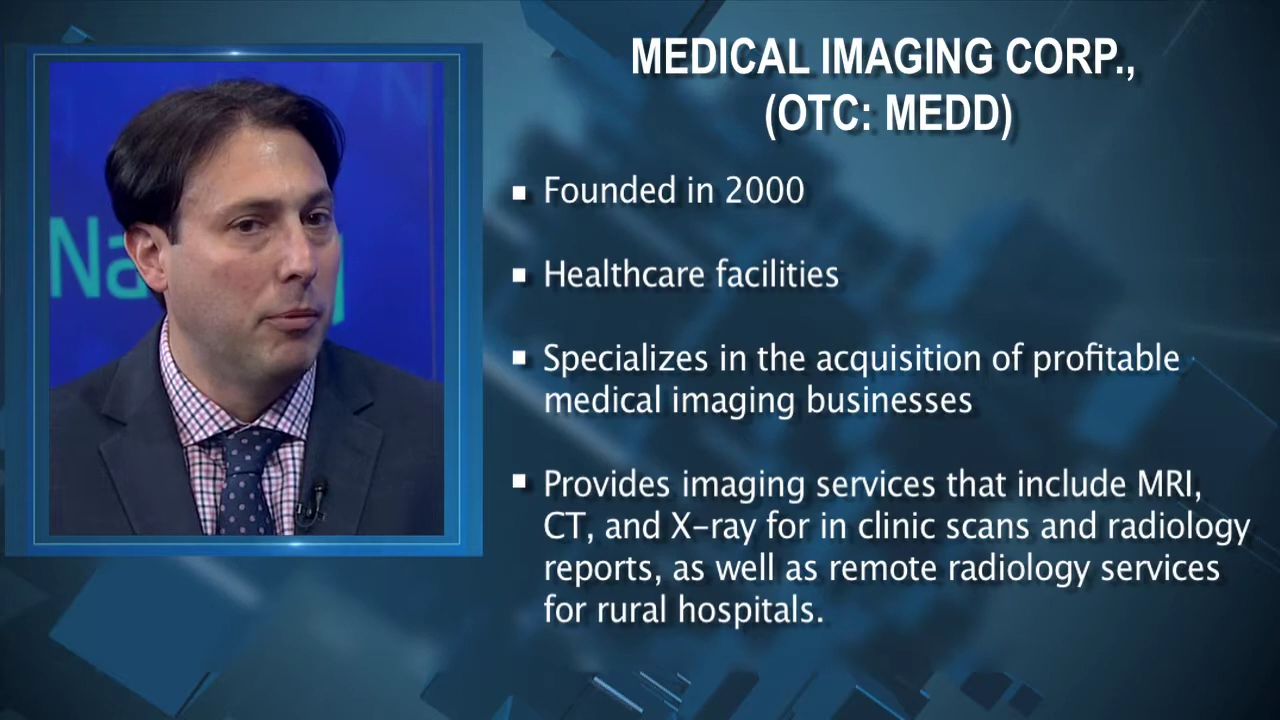 MEDICAL IMAGING CORP.,
(OTC: MEDD)
Founded in 2000
Healthcare facilities
Specializes in the acquisition of profitable
medical imaging businesses
Provides imaging services that include MRI,
CT, and X-ray for in clinic scans and radiology
reports, as well as remote radiology services
for rural hospitals.